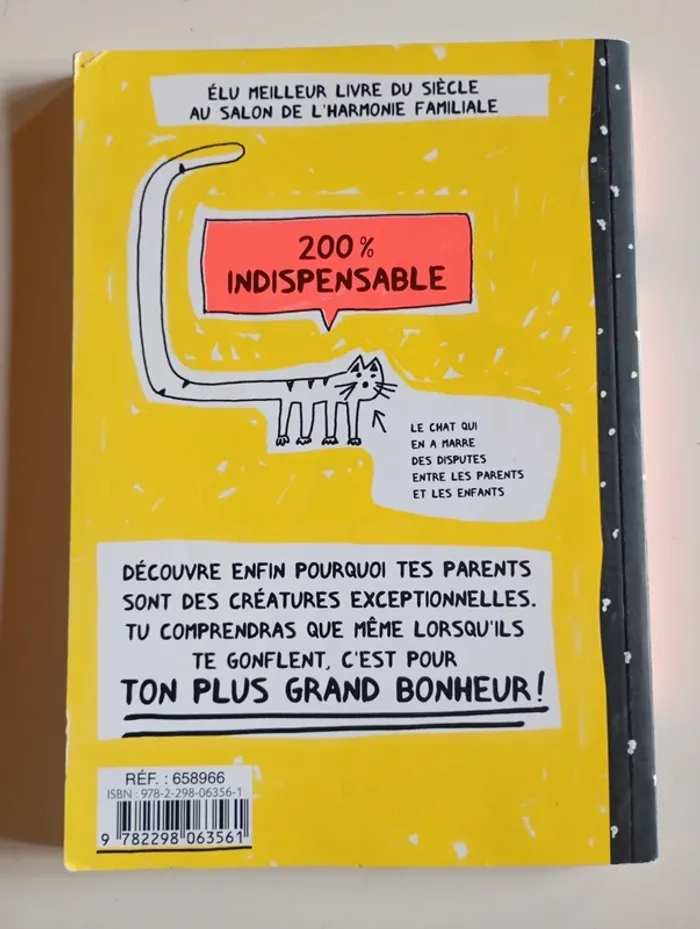 ÉLU MEILLEUR LIVRE DU SIÈCLE
AU SALON DE L'HARMONIE FAMILIALE
200 %
INDISPENSABLE
LE CHAT QUI
EN A MARRE
DES DISPUTES
ENTRE LES PARENTS
ET LES ENFANTS
DÉCOUVRE ENFIN POURQUOI TES PARENTS
SONT DES CRÉATURES EXCEPTIONNELLES.
TU COMPRENDRAS QUE MÊME LORSQU'ILS
TE GONFLENT, C'EST POUR
TON PLUS GRAND BONHEUR!
RÉF. : 658966
ISBN : 978-2-298-06356-1
9 782298 063561